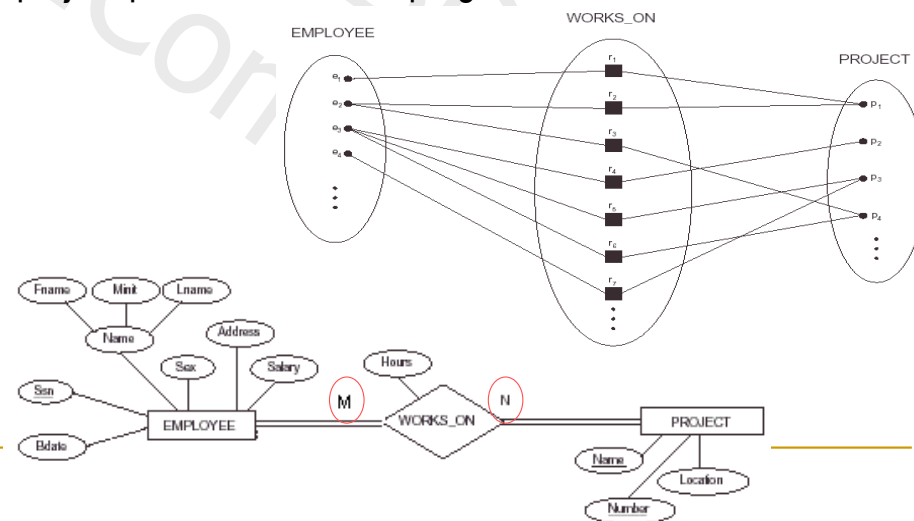 WORKS_ON
EMPLOYEE
PROJECT
r1
e1
r2
p1
e2
r3
p2
e3
r4
p3
e4
r5
p4
r6
r7
Fname
Minit
Lname
Name
Address
Sex
Salary
Hours
Ssn
M
N
EMPLOYEE
WORKS_ON
PROJECT
Bdate
Name
Location
Number